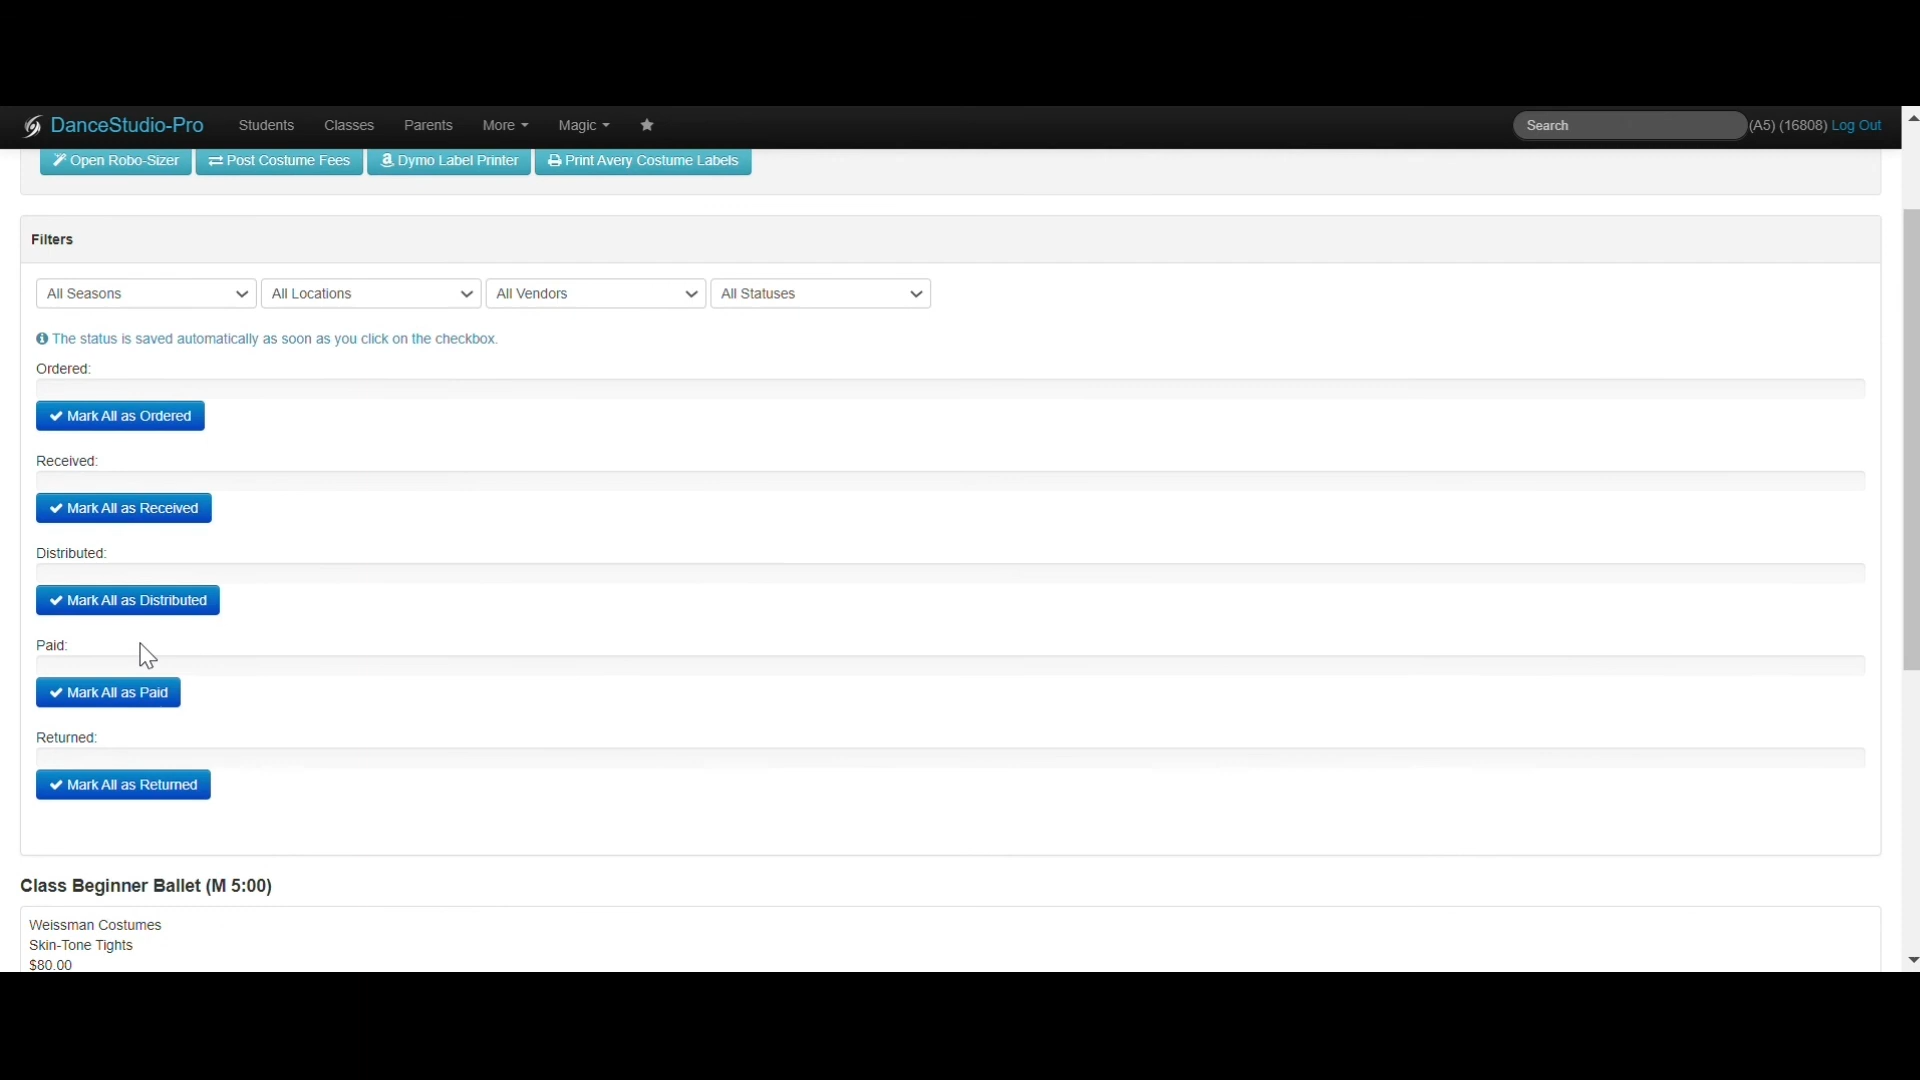 DanceStudio-Pro Students Classes Parents More Magic Search (A5) (16808) Log Out
Open Robo-Sizer Post Costume Fees Dymo Label Printer Print Avery Costume Labels
Filters
All Seasons All Locations All Vendors All Statuses
The status is saved automatically as soon as you click on the checkbox.
Ordered:
Mark All as Ordered
Received:
Mark All as Received
Distributed:
Mark All as Distributed
Paid:
Mark All as Paid
Returned:
Mark All as Returned
Class Beginner Ballet (M 5:00)
Weissman Costumes
Skin-Tone Tights
$80.00